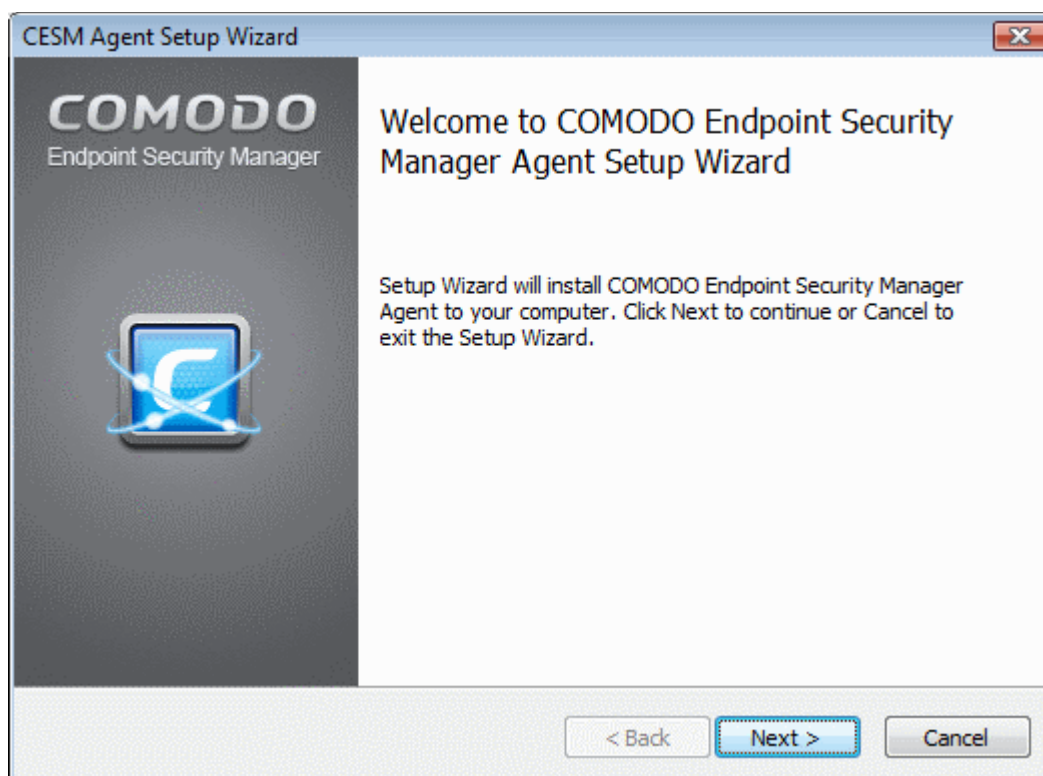 CESM Agent Setup Wizard
COMODO
Endpoint Security Manager
Welcome to COMODO Endpoint Security
Manager Agent Setup Wizard
Setup Wizard will install COMODO Endpoint Security Manager
Agent to your computer. Click Next to continue or Cancel to
exit the Setup Wizard.
< Back
Next >
Cancel